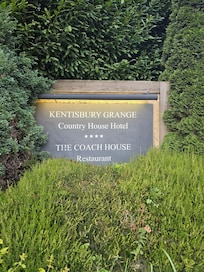 KENTISBURY GRANGE
Country House Hotel
★★★★
THE COACH HOUSE
Restaurant